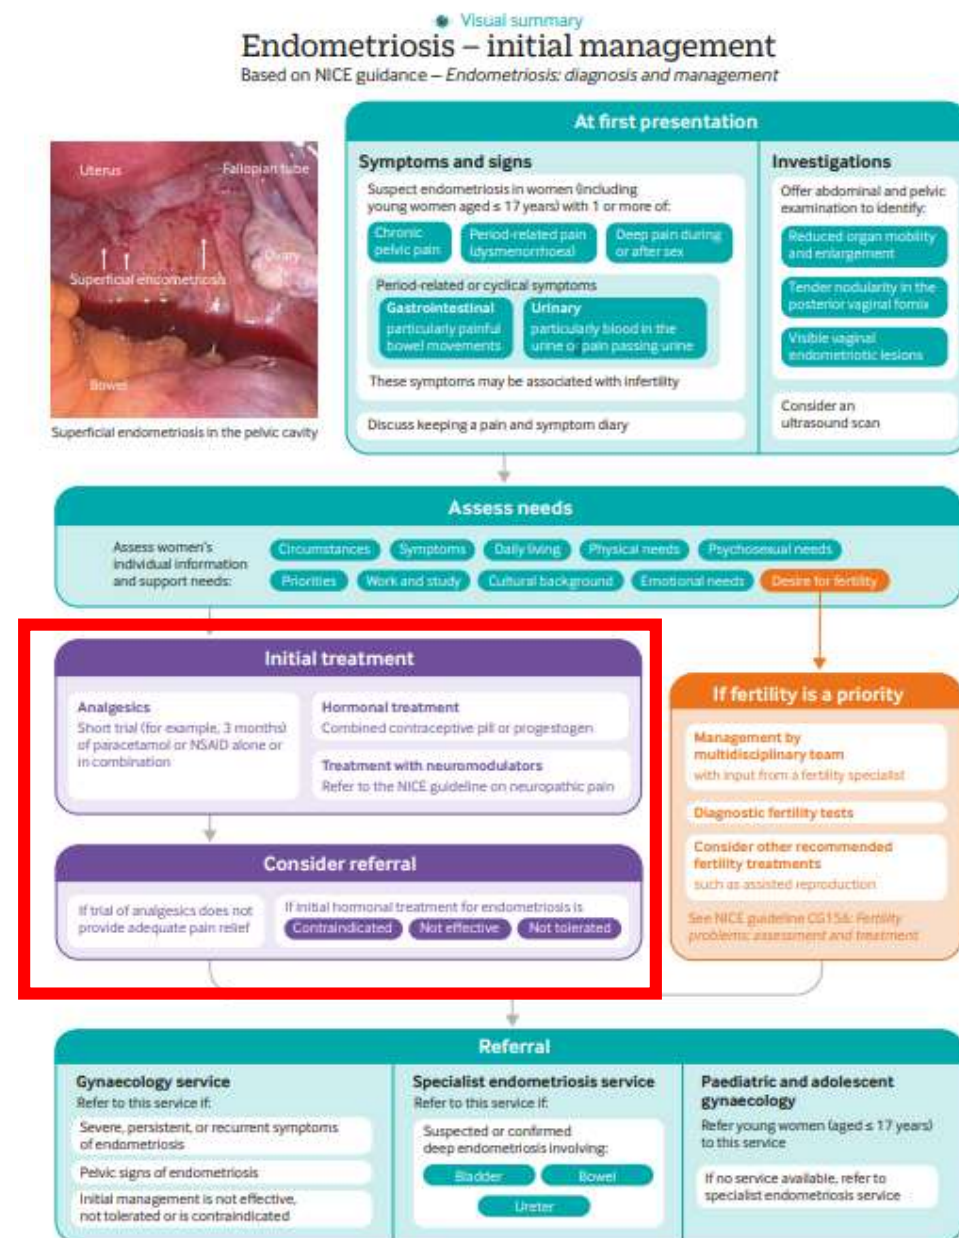 Visual summary
Endometriosis – initial management
Based on NICE guidance – Endometriosis: diagnosis and management
Uterus
Fallopian tube
Ovary
Superficial endometriosis
Bowel
Superficial endometriosis in the pelvic cavity
At first presentation
Symptoms and signs
Suspect endometriosis in women (including
young women aged ≤ 17 years) with 1 or more of:
Chronic
pelvic pain
Period-related pain
(dysmenorrhoea)
Deep pain during
or after sex
Period-related or cyclical symptoms
Gastrointestinal
particularly painful
bowel movements
Urinary
particularly blood in the
urine or pain passing urine
These symptoms may be associated with infertility
Discuss keeping a pain and symptom diary
Investigations
Offer abdominal and pelvic
examination to identify:
Reduced organ mobility
and enlargement
Tender nodularity in the
posterior vaginal fornix
Visible vaginal
endometriotic lesions
Consider an
ultrasound scan
Assess needs
Assess women's
individual information
and support needs:
Circumstances
Symptoms
Daily living
Physical needs
Psychosexual needs
Priorities
Work and study
Cultural background
Emotional needs
Desire for fertility
Initial treatment
Analgesics
Short trial (for example, 3 months)
of paracetamol or NSAID alone or
in combination
Hormonal treatment
Combined contraceptive pill or progestogen
Treatment with neuromodulators
Refer to the NICE guideline on neuropathic pain
Consider referral
If trial of analgesics does not
provide adequate pain relief
If initial hormonal treatment for endometriosis is
Contraindicated
Not effective
Not tolerated
If fertility is a priority
Management by
multidisciplinary team
with input from a fertility specialist
Diagnostic fertility tests
Consider other recommended
fertility treatments
such as assisted reproduction
See NICE guideline CG156: Fertility
problems: assessment and treatment
Referral
Gynaecology service
Refer to this service if:
Severe, persistent, or recurrent symptoms
of endometriosis
Pelvic signs of endometriosis
Initial management is not effective,
not tolerated or is contraindicated
Specialist endometriosis service
Refer to this service if:
Suspected or confirmed
deep endometriosis involving:
Bladder
Bowel
Ureter
Paediatric and adolescent
gynaecology
Refer young women (aged ≤ 17 years)
to this service
If no service available, refer to
specialist endometriosis service